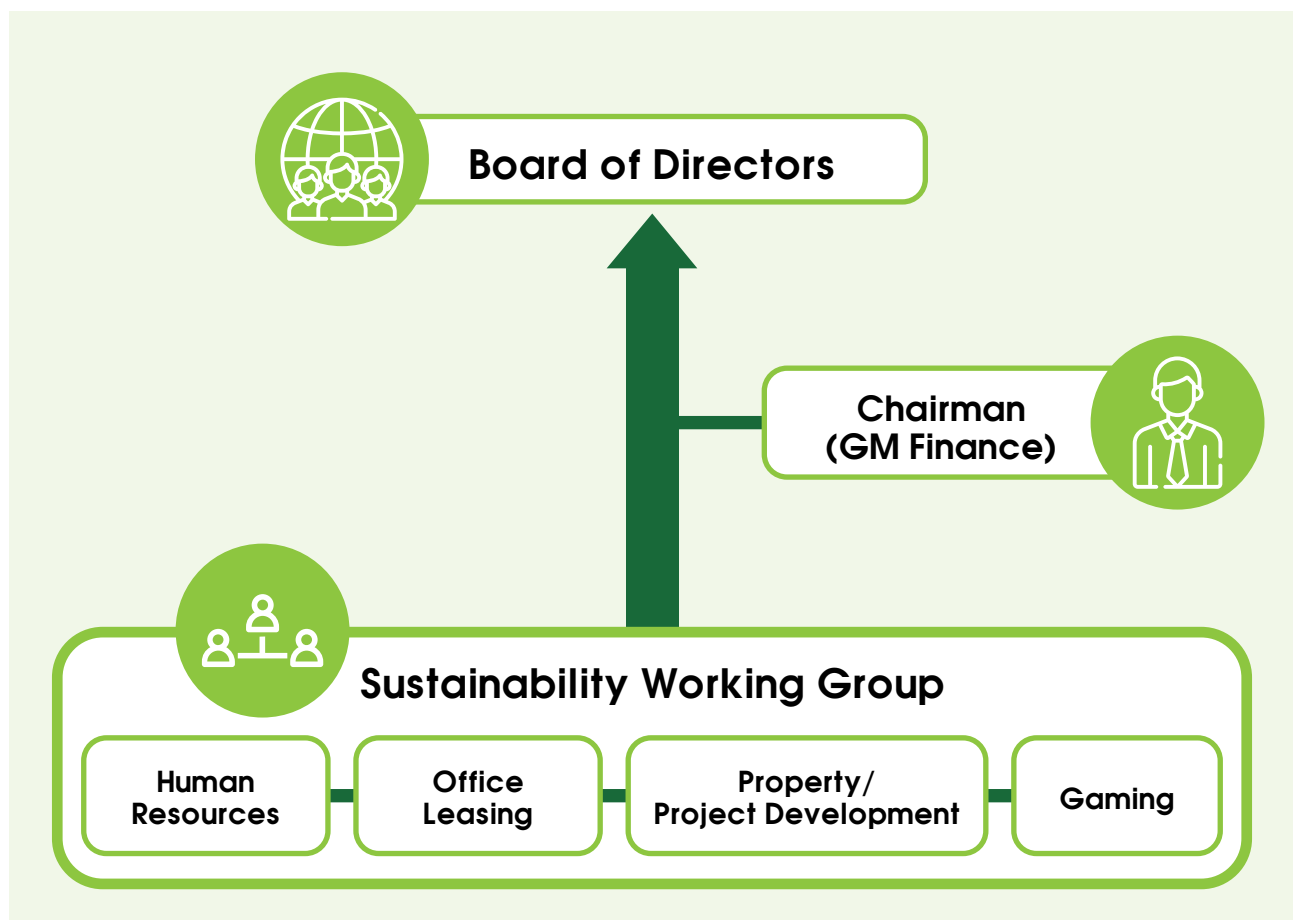 Board of Directors
Chairman
(GM Finance)
Sustainability Working Group
Human
Resources
Office
Leasing
Property/
Project Development
Gaming